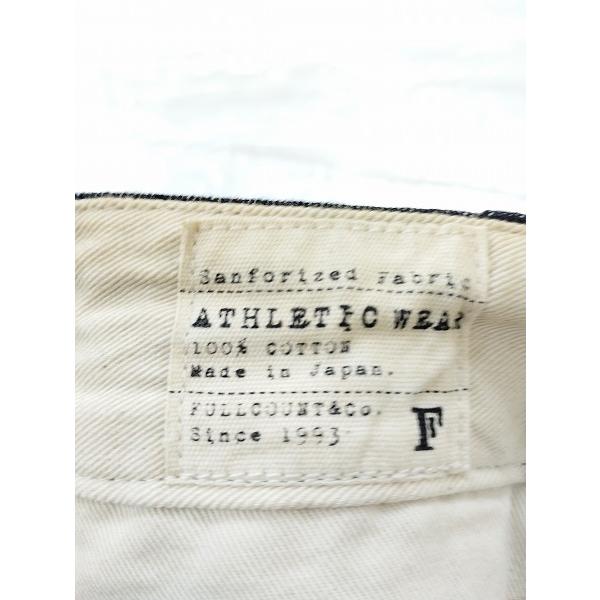 Sanforized Fabric
ATHLETIC WEAR
100% COTTON
Made in Japan.
FULLCOUNT&Co.
Since 1993
F